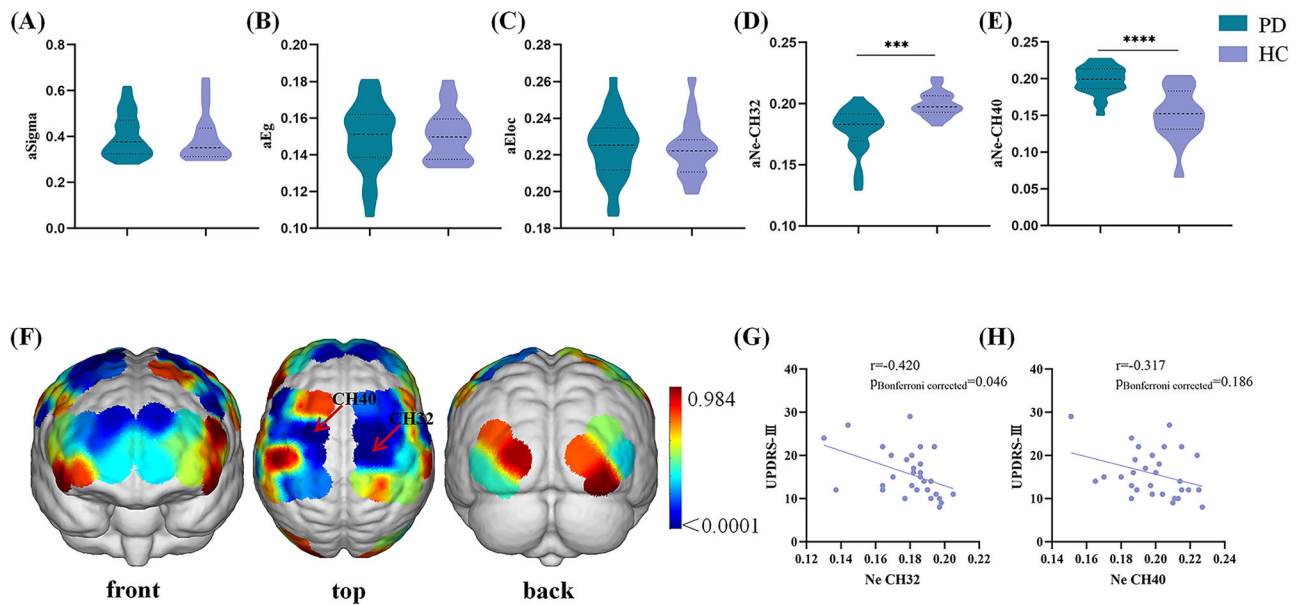 (A)
aSigma
0.8
0.6
0.4
0.2
0.0
(B)
aEg
0.20
0.18
0.16
0.14
0.12
0.10
(C)
aEloc
0.28
0.26
0.24
0.22
0.20
0.18
(D)
aNe-CH32
0.25
0.20
0.15
0.10
***
(E)
aNe-CH40
0.25
0.20
0.15
0.10
0.05
0.00
****
PD
HC
(F)
CH40
CH32
front
top
back
0.984
<0.0001
(G)
r=-0.420
PBonferroni corrected=0.046
UPDRS-III
40
30
20
10
0
0.12 0.14 0.16 0.18 0.20 0.22
Ne CH32
(H)
r=-0.317
PBonferroni corrected=0.186
UPDRS-III
40
30
20
10
0
0.14 0.16 0.18 0.20 0.22 0.24
Ne CH40